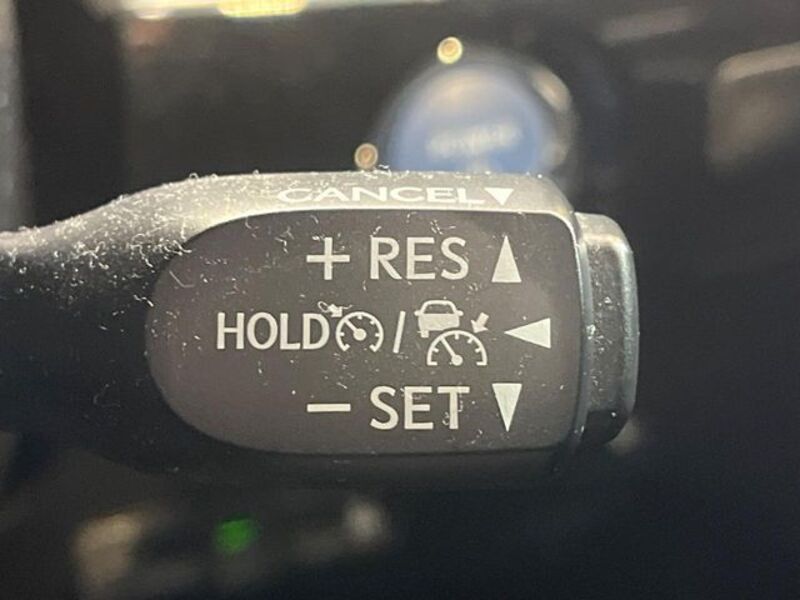 CANCEL▼
+ RES ▲
HOLD / ◀
− SET ▼